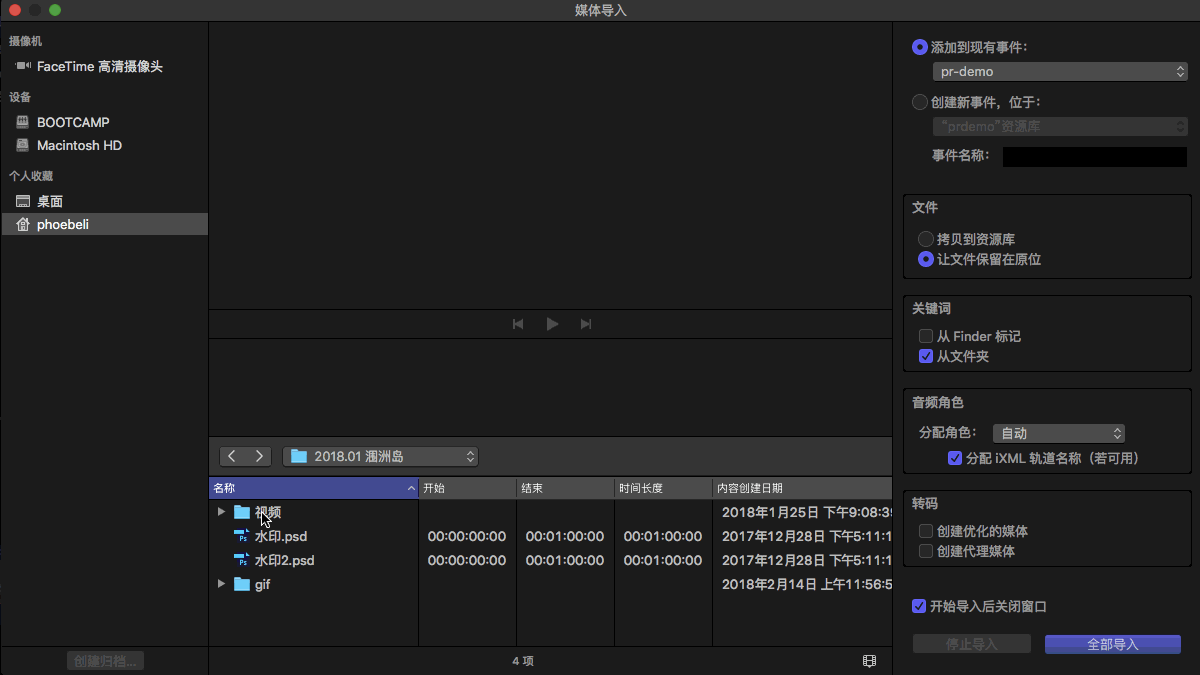 媒体导入
摄像机
FaceTime 高清摄像头
设备
BOOTCAMP
Macintosh HD
个人收藏
桌面
phoebeli
创建归档...
2018.01 涠洲岛
名称 开始 结束 时间长度 内容创建日期
视频 2018年1月25日 下午9:08:39
水印.psd 00:00:00:00 00:01:00:00 00:01:00:00 2017年12月28日 下午5:11:1
水印2.psd 00:00:00:00 00:01:00:00 00:01:00:00 2017年12月28日 下午5:11:1
gif 2018年2月14日 上午11:56:5
4 项
添加到现有事件：
pr-demo
创建新事件，位于：
“prdemo”资源库
事件名称：
文件
拷贝到资源库
让文件保留在原位
关键词
从 Finder 标记
从文件夹
音频角色
分配角色： 自动
分配 iXML 轨道名称（若可用）
转码
创建优化的媒体
创建代理媒体
开始导入后关闭窗口
停止导入 全部导入